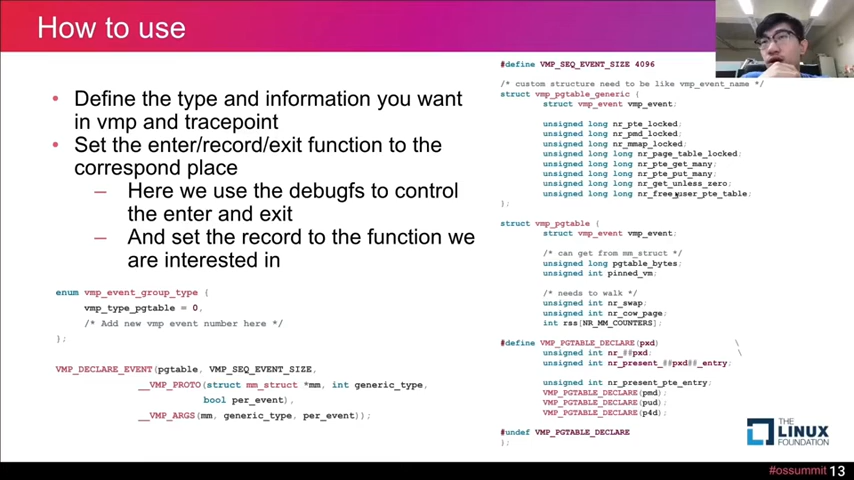 How to use
• Define the type and information you want
in vmp and tracepoint
• Set the enter/record/exit function to the
correspond place
– Here we use the debugfs to control
the enter and exit
– And set the record to the function we
are interested in
enum vmp_event_group_type {
vmp_type_pgtable = 0,
/* Add new vmp event number here */
};
VMP_DECLARE_EVENT(pgtable, VMP_SEQ_EVENT_SIZE,
__VMP_PROTO(struct mm_struct *mm, int generic_type,
bool per_event),
__VMP_ARGS(mm, generic_type, per_event));
#define VMP_SEQ_EVENT_SIZE 4096
/* custom structure need to be like vmp_event_name */
struct vmp_pgtable_generic {
struct vmp_event vmp_event;
unsigned long long nr_pte_locked;
unsigned long long nr_pmd_locked;
unsigned long long nr_mmap_locked;
unsigned long long nr_page_table_locked;
unsigned long long nr_pte_get_many;
unsigned long long nr_pte_put_many;
unsigned long long nr_get_unless_zero;
unsigned long long nr_free_user_pte_table;
};
struct vmp_pgtable {
struct vmp_event vmp_event;
/* can get from mm_struct */
unsigned long pgtable_bytes;
unsigned int pinned_vm;
/* needs to walk */
unsigned int nr_swap;
unsigned int nr_cow_page;
int rss[NR_MM_COUNTERS];
#define VMP_PGTABLE_DECLARE(pxd) \
unsigned int nr_##pxd; \
unsigned int nr_present_##pxd##_entry;
unsigned int nr_present_pte_entry;
VMP_PGTABLE_DECLARE(pmd);
VMP_PGTABLE_DECLARE(pud);
VMP_PGTABLE_DECLARE(p4d);
#undef VMP_PGTABLE_DECLARE
};
THE
LINUX
FOUNDATION
#ossummit 13